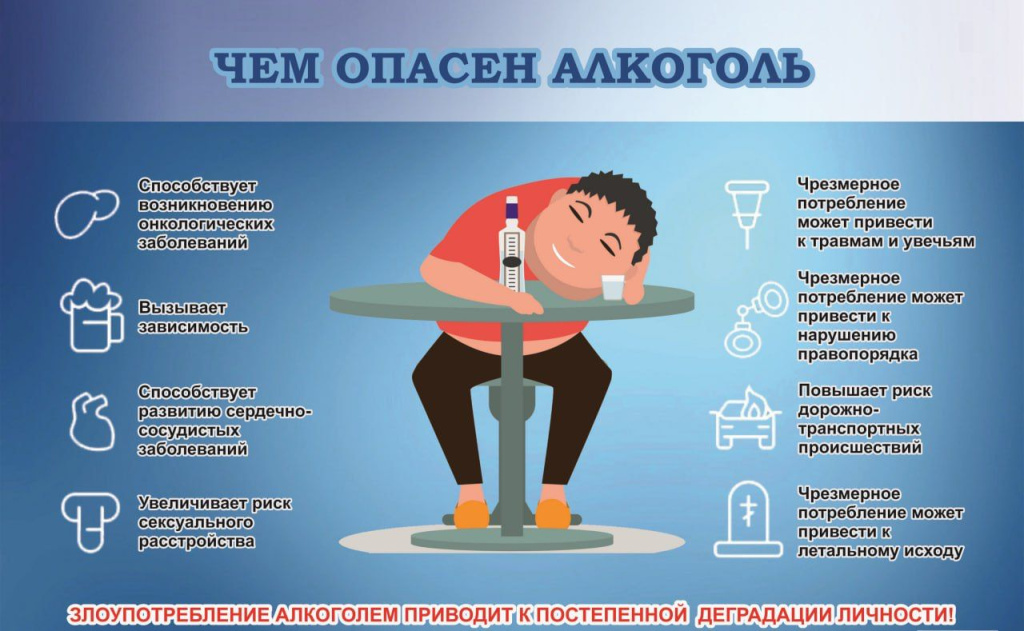 ЧЕМ ОПАСЕН АЛКОГОЛЬ
Способствует
возникновению
онкологических
заболеваний
Вызывает
зависимость
Способствует
развитию сердечно-
сосудистых
заболеваний
Увеличивает риск
сексуального
расстройства
Чрезмерное
потребление
может привести
к травмам и увечьям
Чрезмерное
потребление может
привести к
нарушению
правопорядка
Повышает риск
дорожно-
транспортных
происшествий
Чрезмерное
потребление может
привести к
летальному исходу
ЗЛОУПОТРЕБЛЕНИЕ АЛКОГОЛЕМ ПРИВОДИТ К ПОСТЕПЕННОЙ ДЕГРАДАЦИИ ЛИЧНОСТИ!